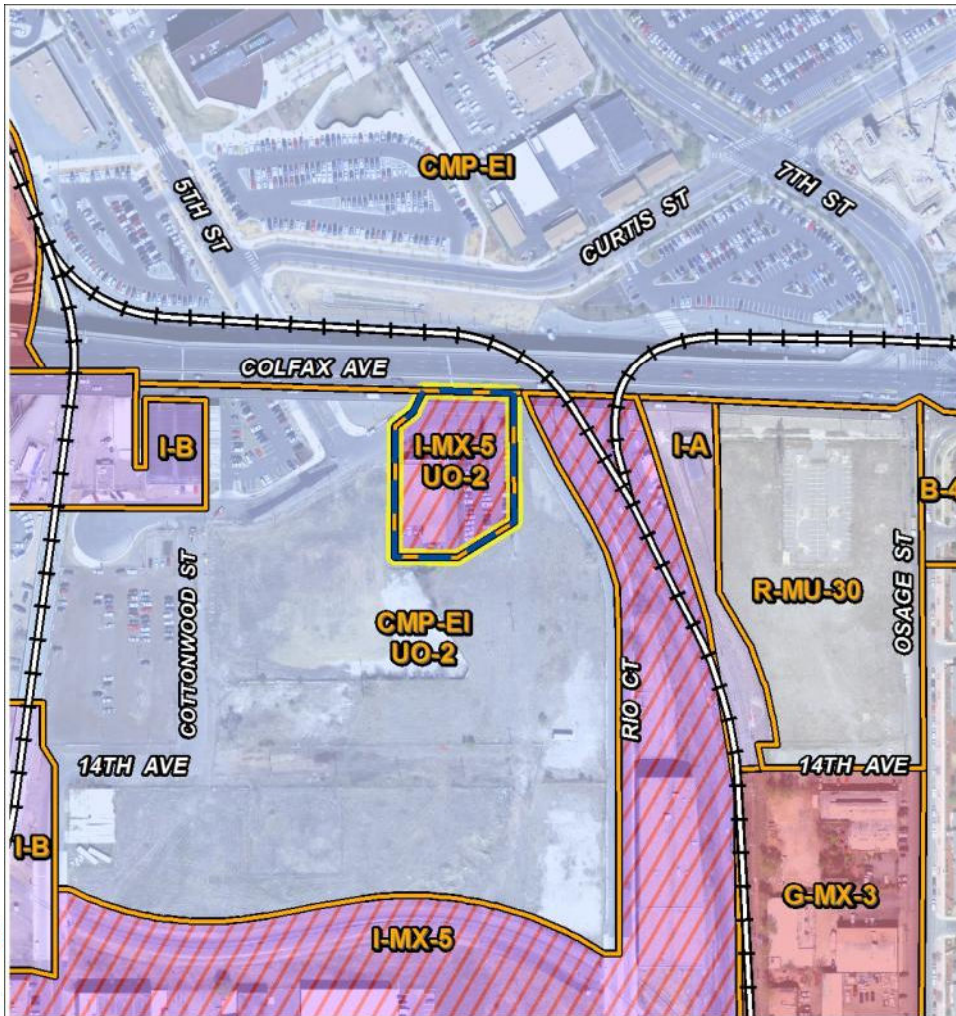 CMP-EI
5TH ST
CURTIS ST
7TH ST
COLFAX AVE
I-B
I-MX-5
UO-2
I-A
B-4
R-MU-30
OSAGE ST
COTTONWOOD ST
CMP-EI
UO-2
RIO CT
14TH AVE
14TH AVE
I-B
G-MX-3
I-MX-5